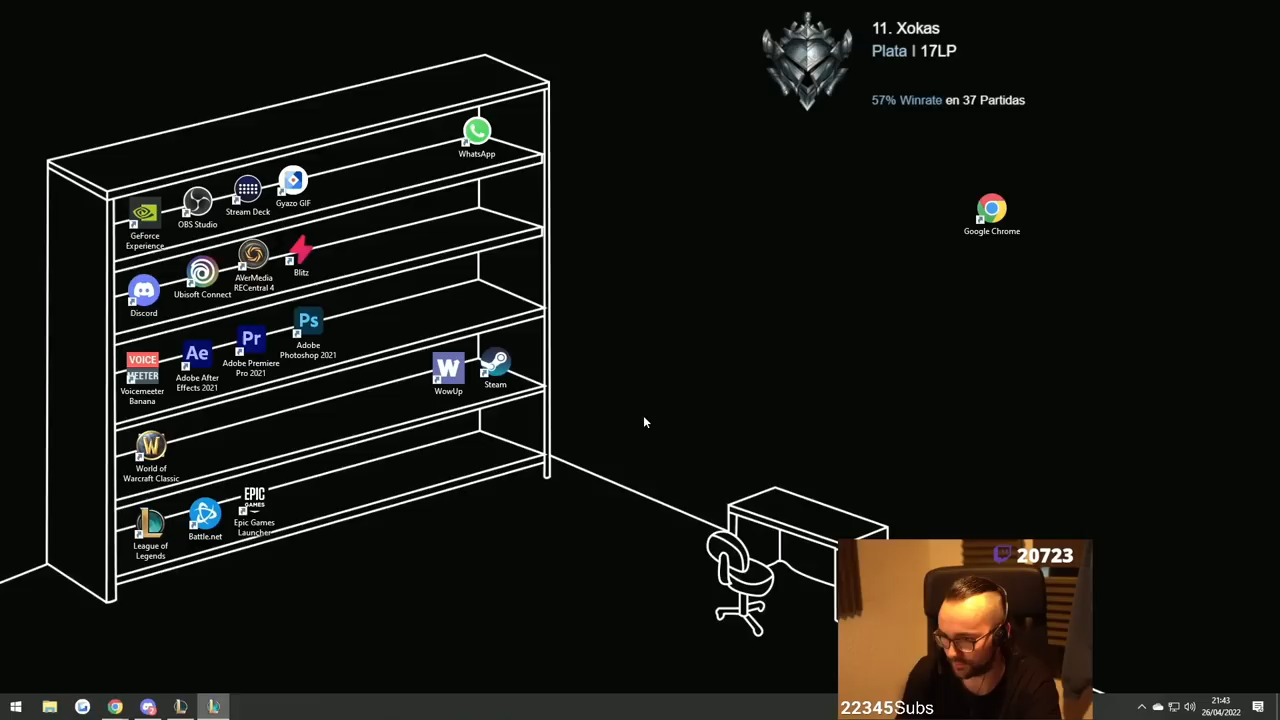 11. Xokas
Plata I 17LP
57% Winrate en 37 Partidas
WhatsApp
Gyazo GIF
Stream Deck
OBS Studio
GeForce
Experience
Google Chrome
Blitz
AVerMedia
RECentral 4
Ubisoft Connect
Discord
Ps
Adobe
Photoshop 2021
Pr
Adobe Premiere
Pro 2021
Ae
Adobe After
Effects 2021
VOICE
MEETER
Voicemeeter
Banana
W
WowUp
Steam
W
World of
Warcraft Classic
EPIC
GAMES
Epic Games
Launcher
Battle.net
L
League of
Legends
20723
22345Subs
21:43
26/04/2022